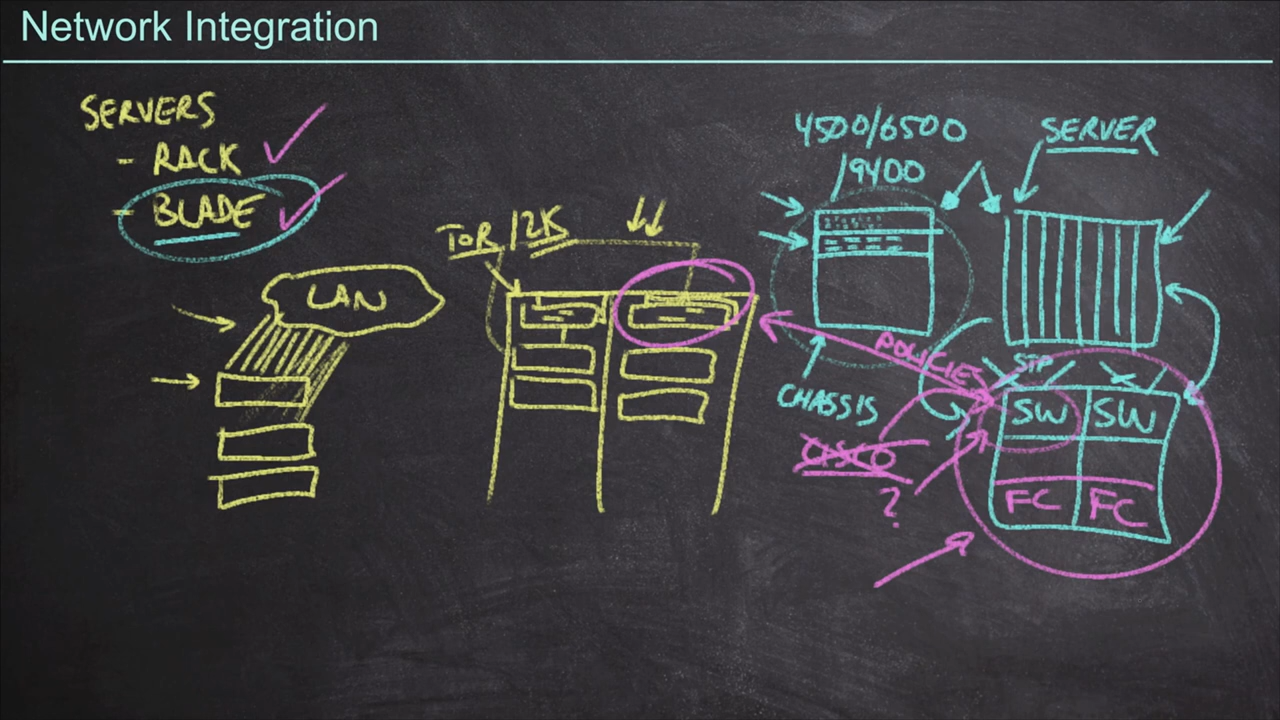 Network Integration
SERVERS
- RACK
- BLADE
LAN
TOR/2K
4500/6500
/9400
CHASSIS
SERVER
POLICIES
STP
SW SW
FC FC
CISCO
?